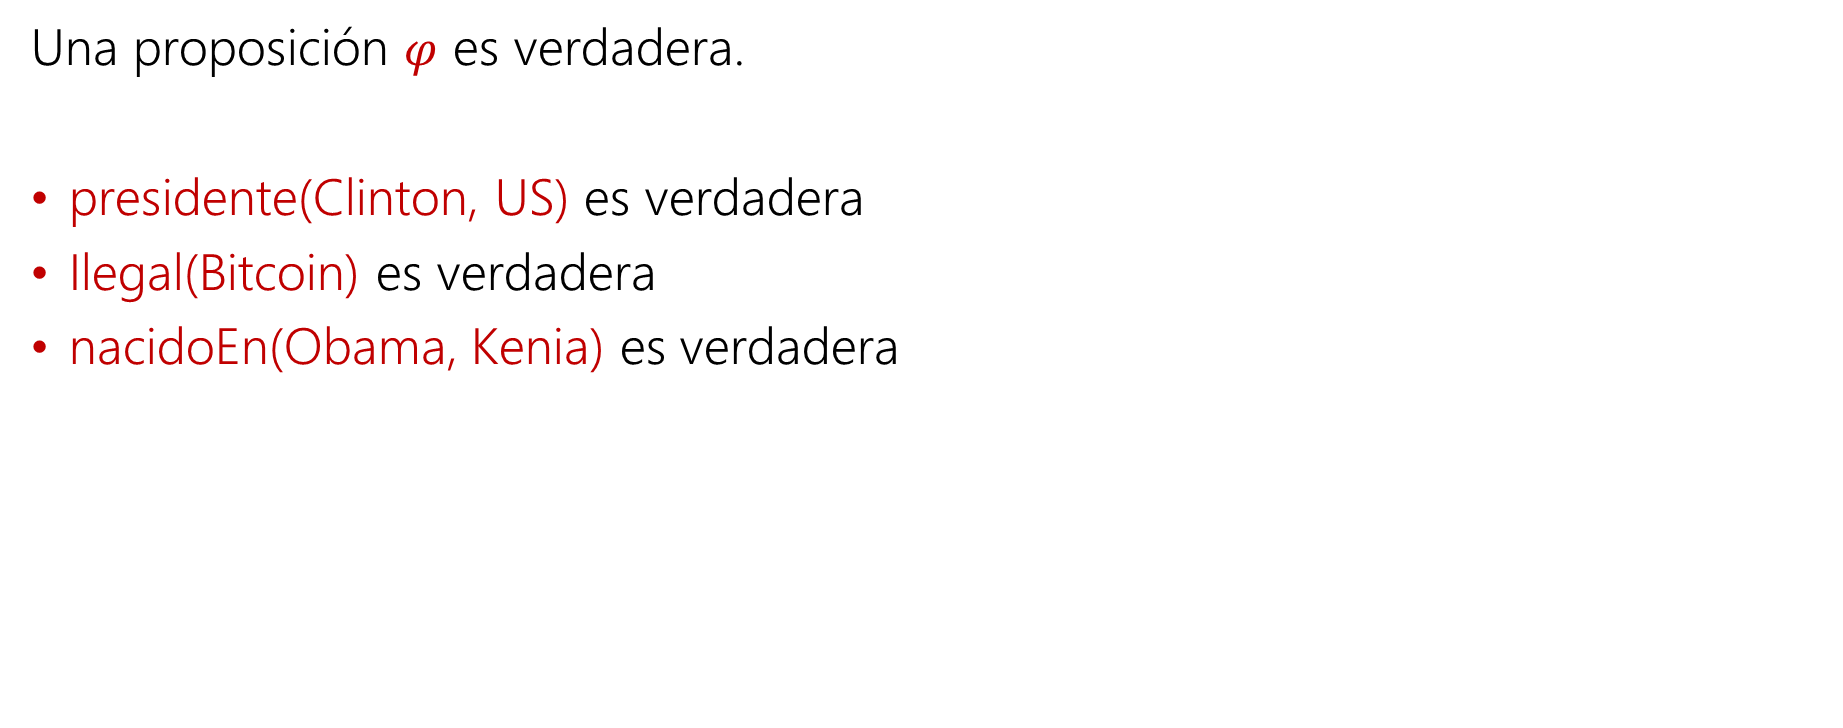 Una proposición φ es verdadera.
• presidente(Clinton, US) es verdadera
• Ilegal(Bitcoin) es verdadera
• nacidoEn(Obama, Kenia) es verdadera